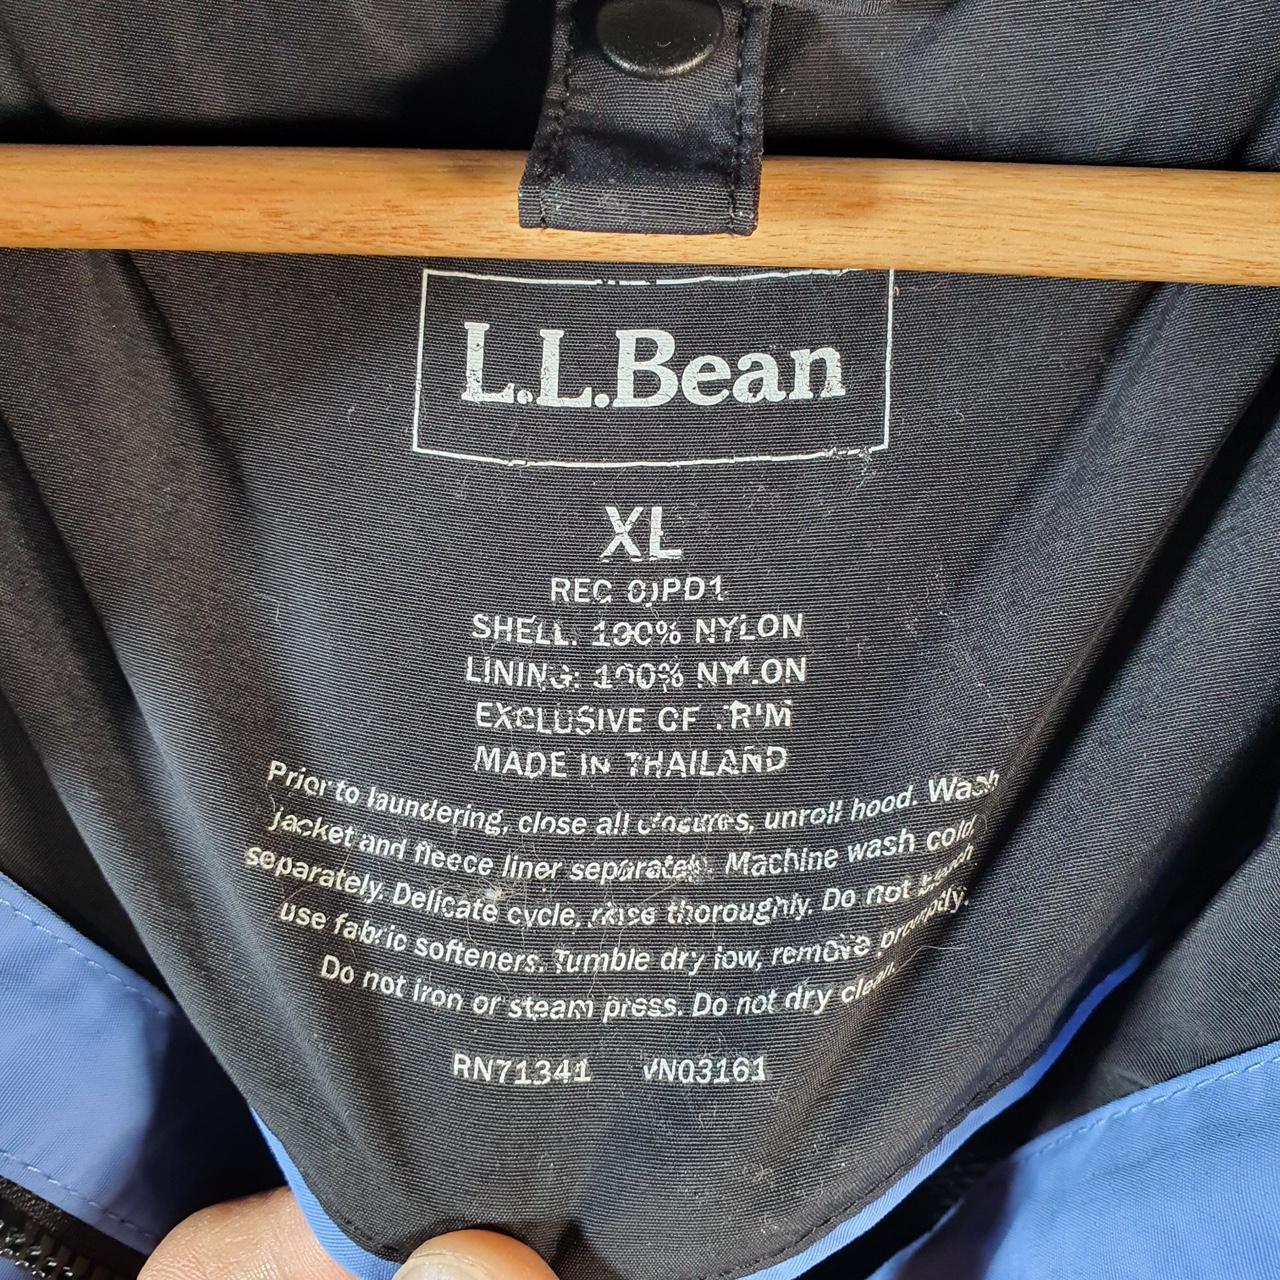 L.L.Bean
XL
REG 0JPD1
SHELL: 100% NYLON
LINING: 100% NYLON
EXCLUSIVE OF TRIM
MADE IN THAILAND
Prior to laundering, close all closures, unroll hood. Wash
jacket and fleece liner separately. Machine wash cold,
separately. Delicate cycle, rinse thoroughly. Do not bleach
use fabric softeners. Tumble dry low, remove promptly.
Do not iron or steam press. Do not dry clean.
RN71341 VN03161